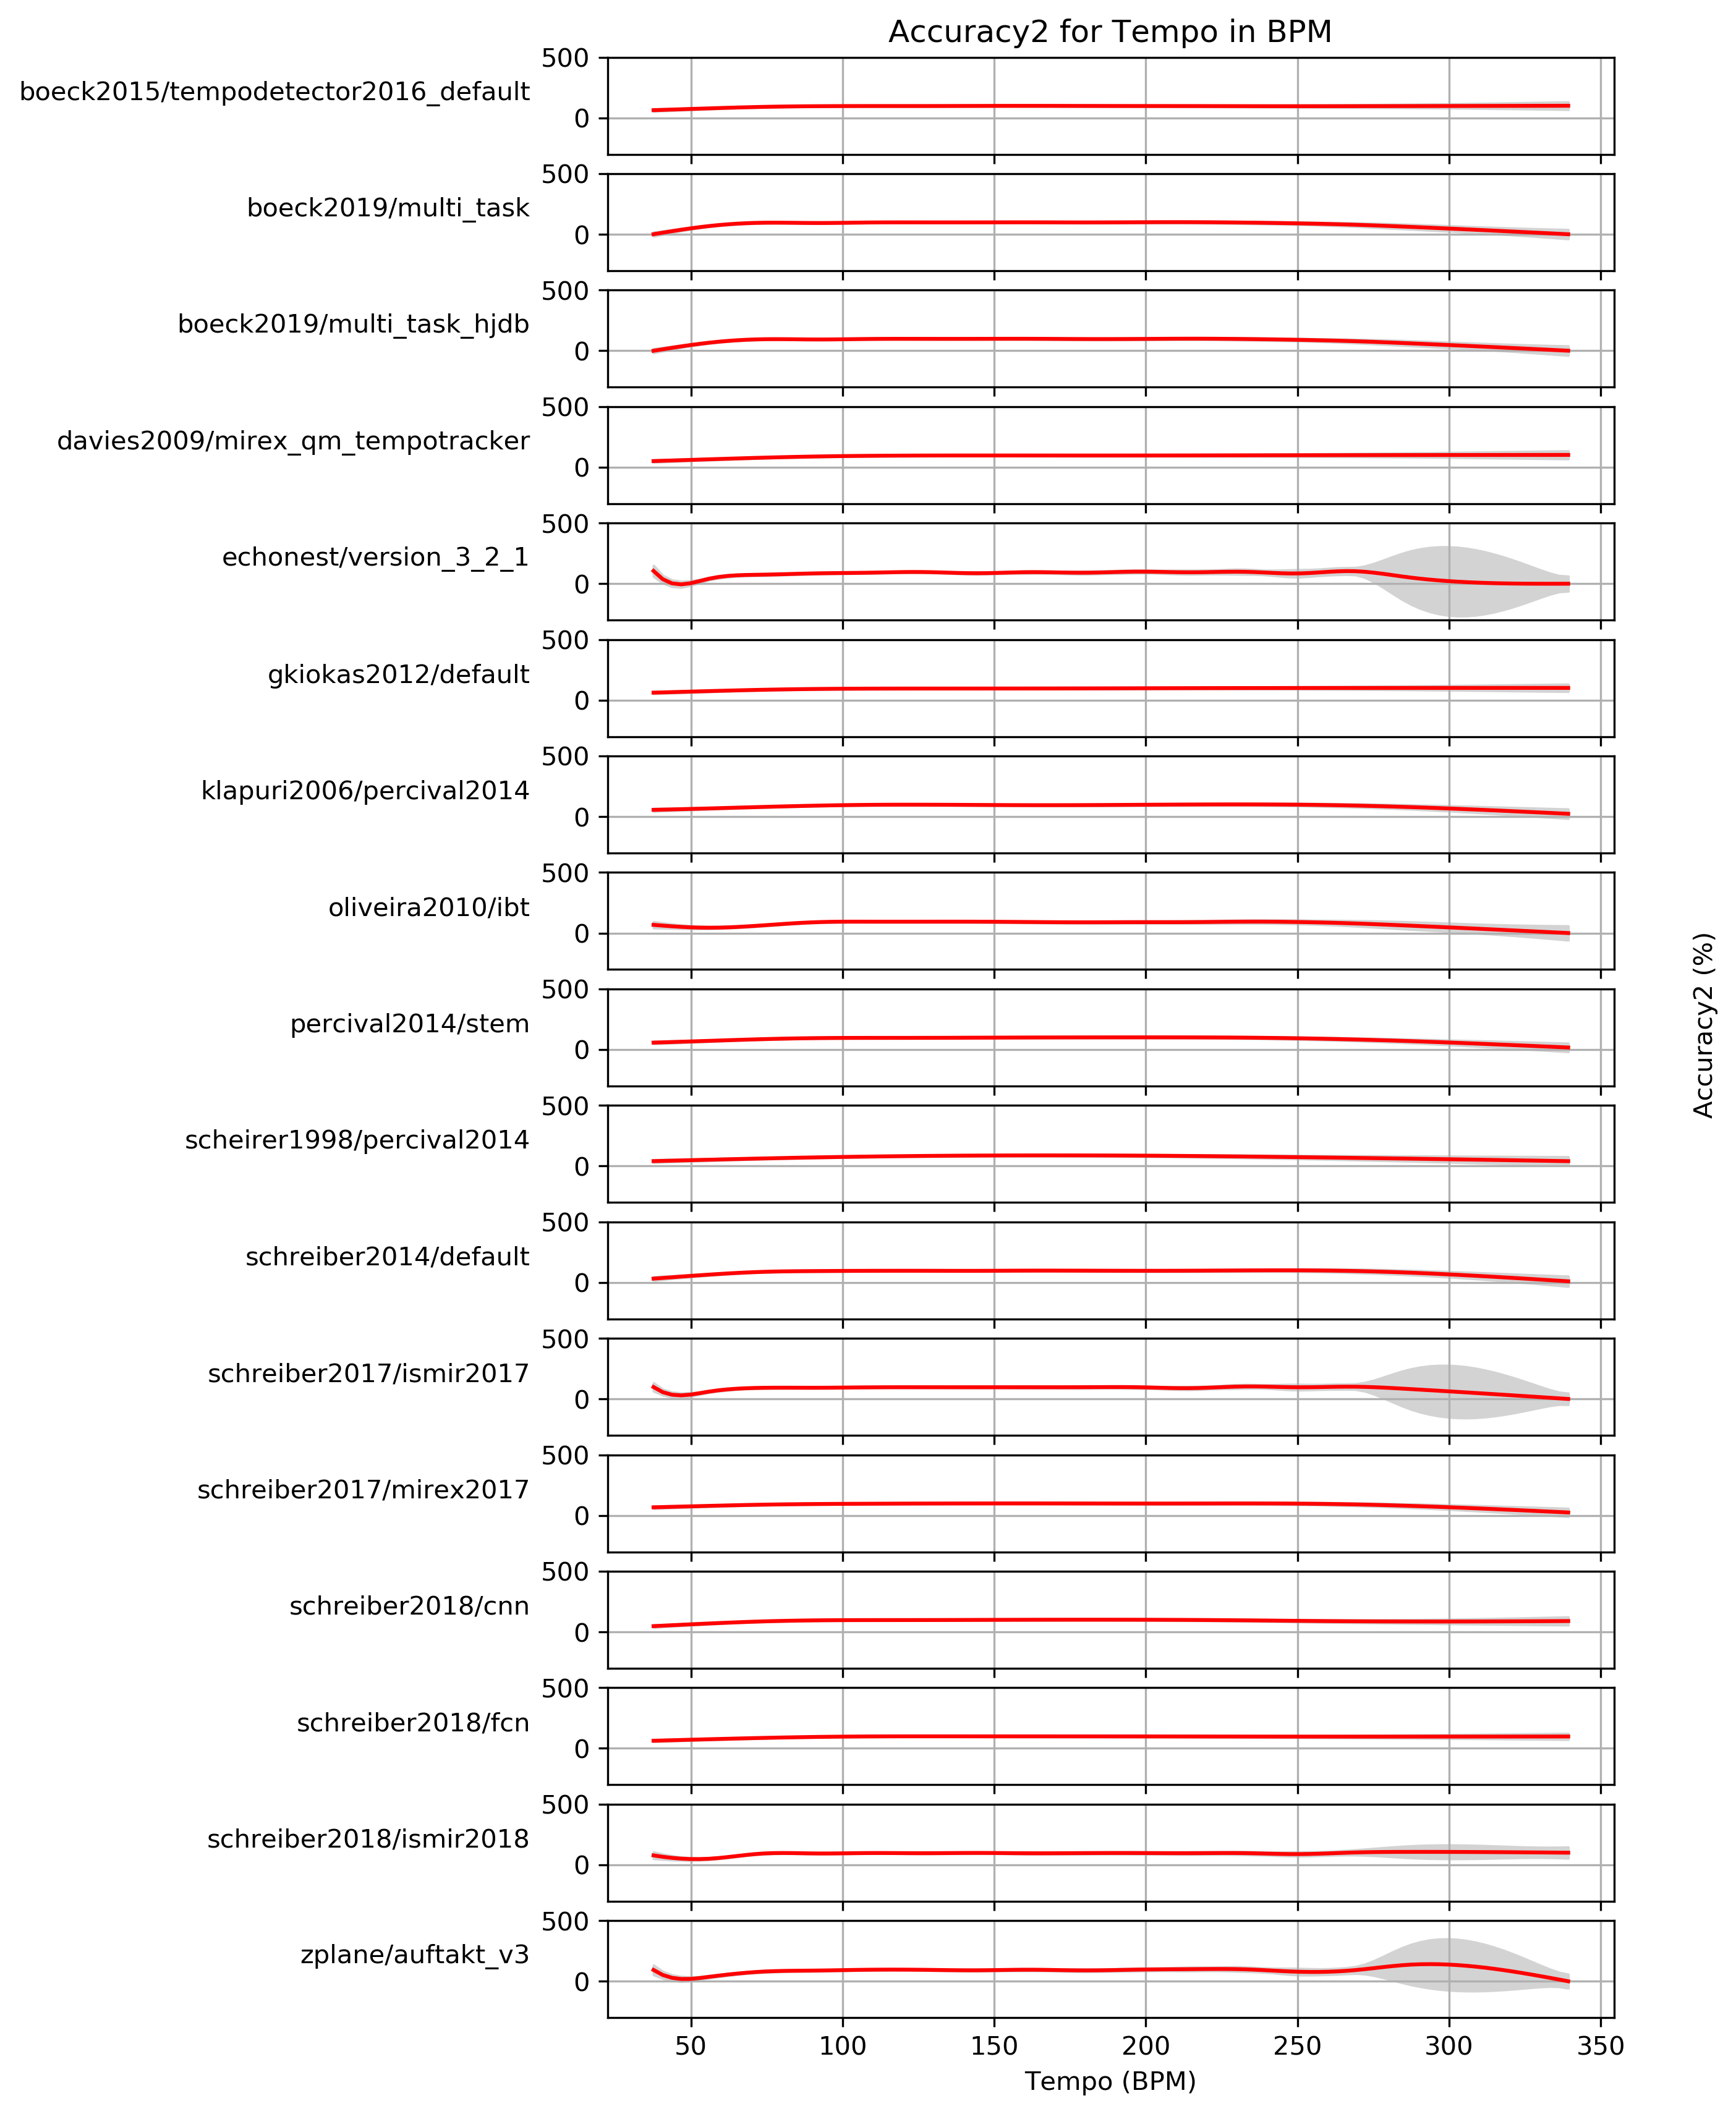 Accuracy2 for Tempo in BPM
500
boeck2015/tempodetector2016_default
0
500
boeck2019/multi_task
0
500
boeck2019/multi_task_hjdb
0
500
davies2009/mirex_qm_tempotracker
0
500
echonest/version_3_2_1
0
500
gkiokas2012/default
0
500
klapuri2006/percival2014
0
500
oliveira2010/ibt
0
500
percival2014/stem
0
500
scheirer1998/percival2014
0
500
schreiber2014/default
0
500
schreiber2017/ismir2017
0
500
schreiber2017/mirex2017
0
500
schreiber2018/cnn
0
500
schreiber2018/fcn
0
500
schreiber2018/ismir2018
0
500
zplane/auftakt_v3
0
50 100 150 200 250 300 350
Tempo (BPM)
Accuracy2 (%)